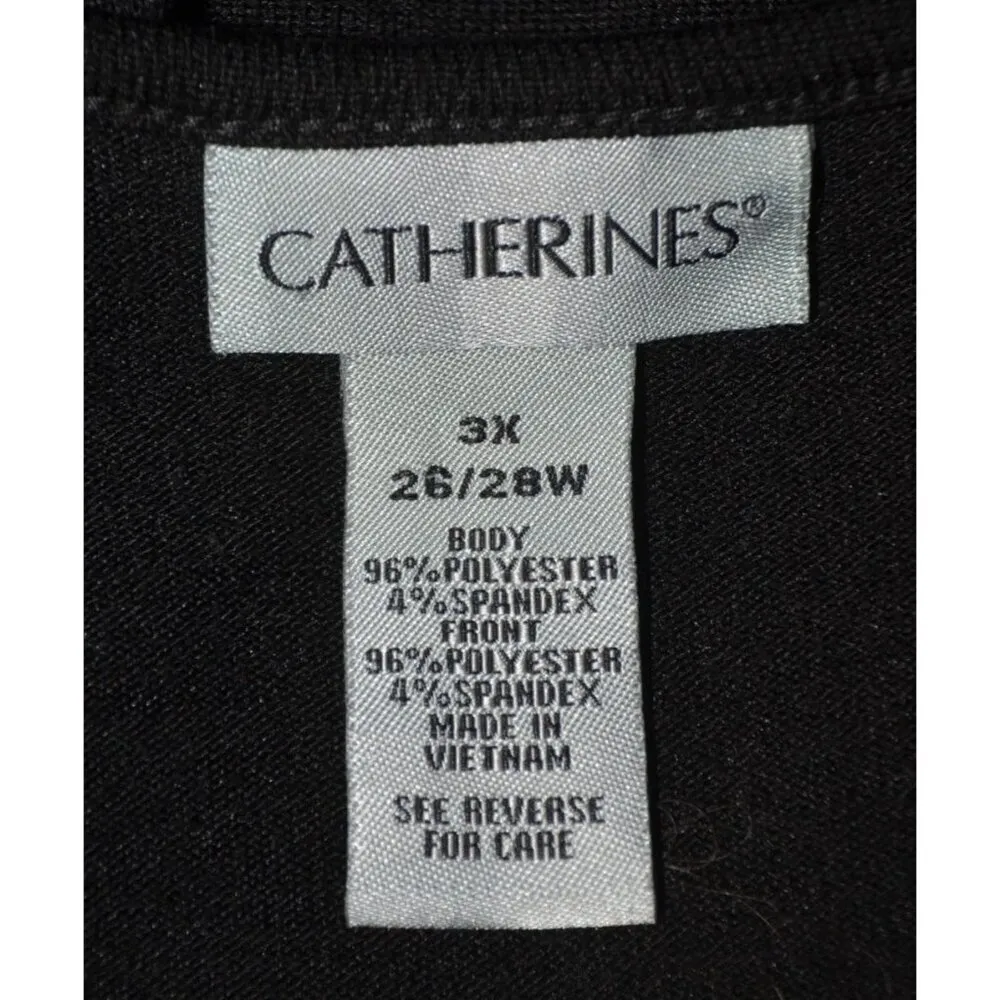 CATHERINES®
3X
26/28W
BODY
96%POLYESTER
4%SPANDEX
FRONT
96%POLYESTER
4%SPANDEX
MADE IN
VIETNAM
SEE REVERSE
FOR CARE